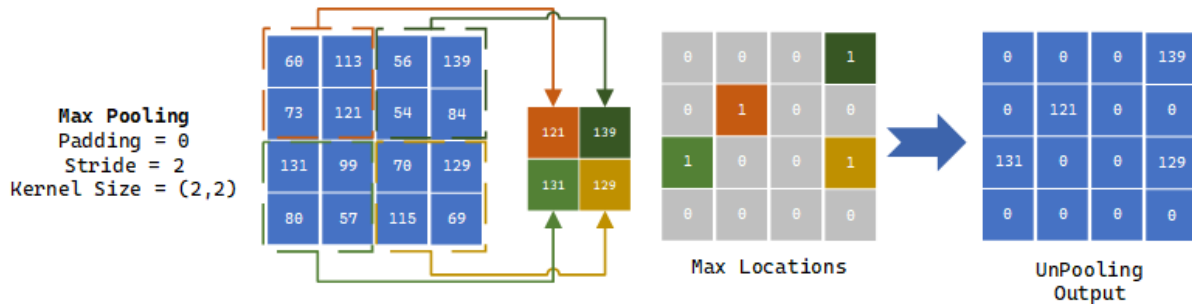 Max Pooling
Padding = 0
Stride = 2
Kernel Size = (2,2)
60 113 56 139
73 121 54 84
131 99 70 129
80 57 115 69
121 139
131 129
0 0 0 1
0 1 0 0
1 0 0 1
0 0 0 0
Max Locations
0 0 0 139
0 121 0 0
131 0 0 129
0 0 0 0
UnPooling
Output